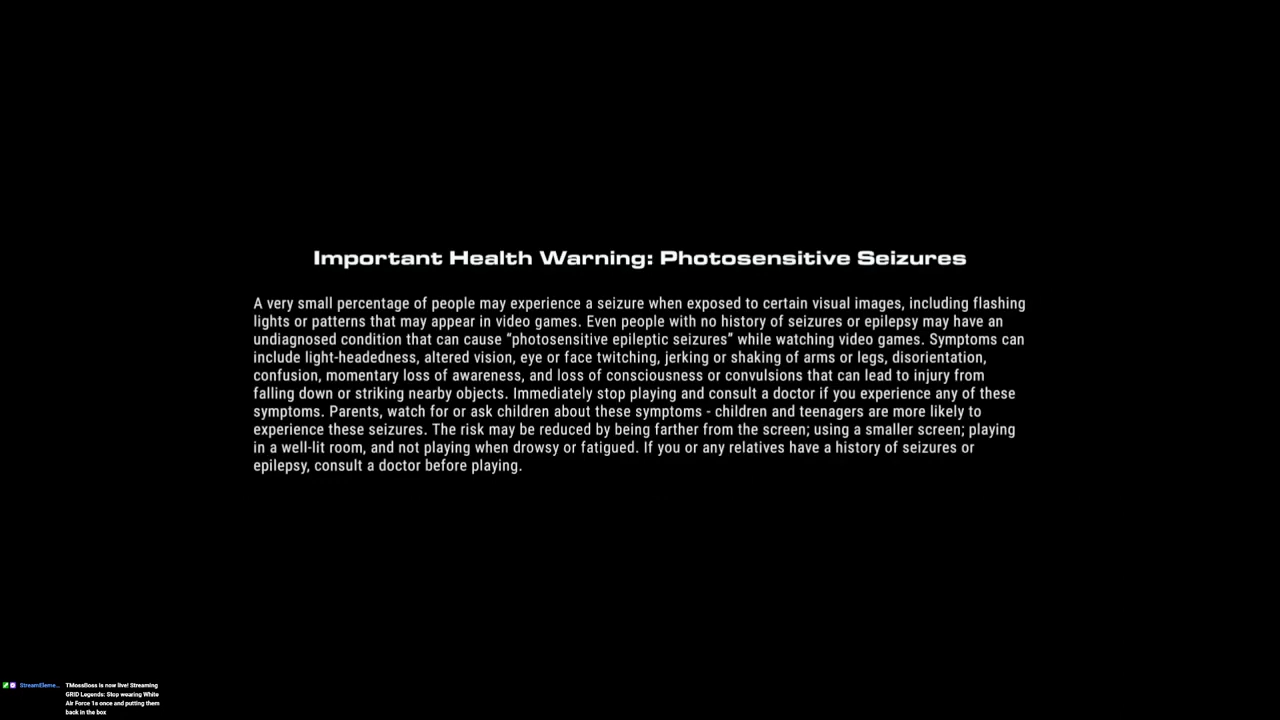 Important Health Warning: Photosensitive Seizures
A very small percentage of people may experience a seizure when exposed to certain visual images, including flashing
lights or patterns that may appear in video games. Even people with no history of seizures or epilepsy may have an
undiagnosed condition that can cause "photosensitive epileptic seizures" while watching video games. Symptoms can
include light-headedness, altered vision, eye or face twitching, jerking or shaking of arms or legs, disorientation,
confusion, momentary loss of awareness, and loss of consciousness or convulsions that can lead to injury from
falling down or striking nearby objects. Immediately stop playing and consult a doctor if you experience any of these
symptoms. Parents, watch for or ask children about these symptoms - children and teenagers are more likely to
experience these seizures. The risk may be reduced by being farther from the screen; using a smaller screen; playing
in a well-lit room, and not playing when drowsy or fatigued. If you or any relatives have a history of seizures or
epilepsy, consult a doctor before playing.
StreamEleme... TMossBoss is now live! Streaming
GRID Legends: Stop wearing White
Air Force 1s once and putting them
back in the box